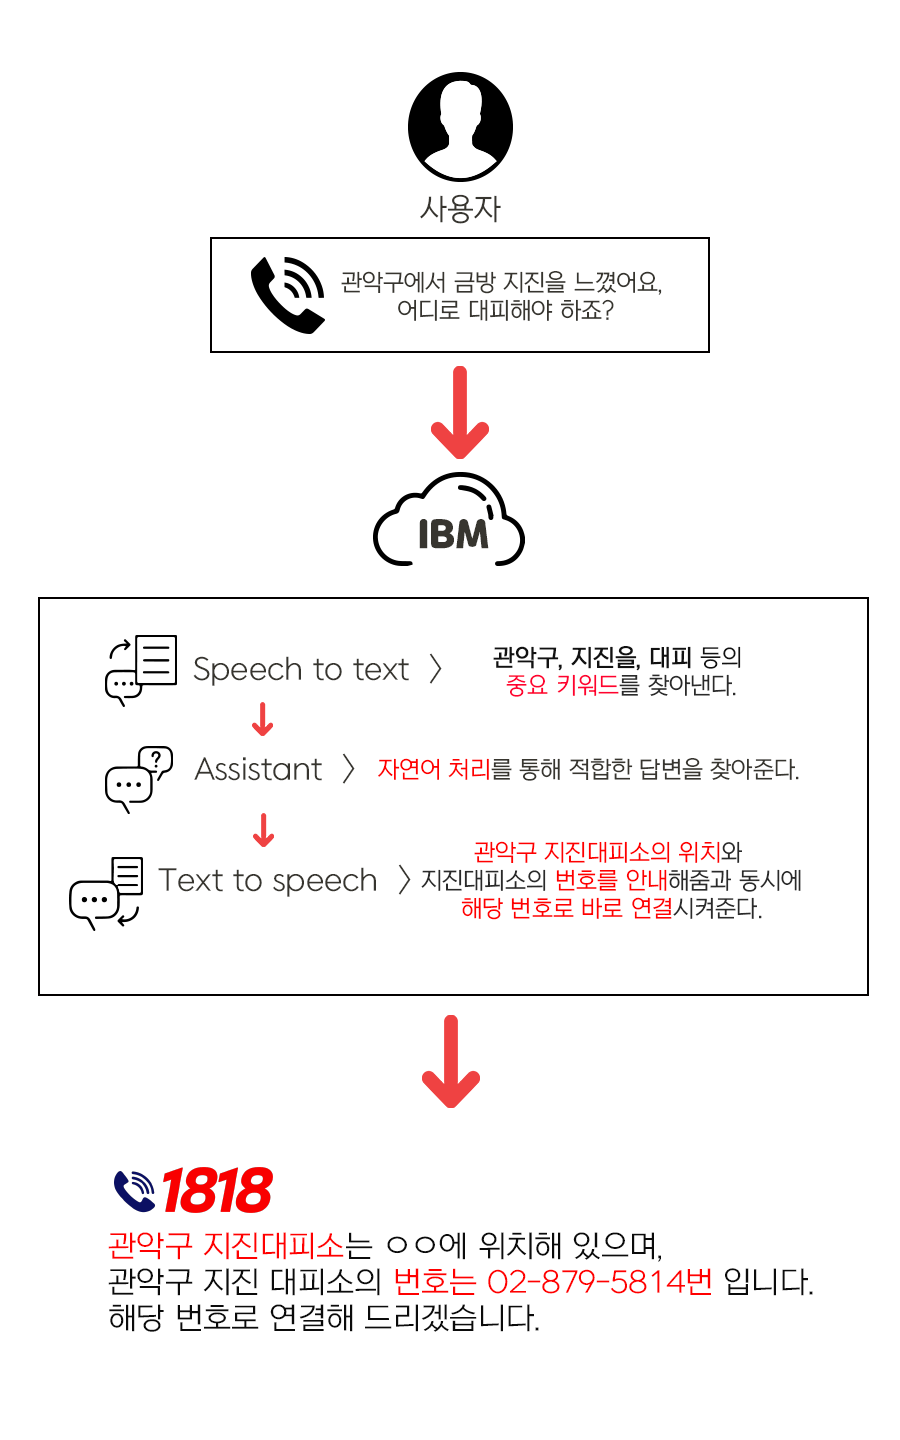 사용자
관악구에서 금방 지진을 느꼈어요,
어디로 대피해야 하죠?
IBM
Speech to text 〉 관악구, 지진을, 대피 등의
중요 키워드를 찾아낸다.
?
Assistant 〉 자연어 처리를 통해 적합한 답변을 찾아준다.
관악구 지진대피소의 위치와
Text to speech 〉 지진대피소의 번호를 안내해줌과 동시에
해당 번호로 바로 연결시켜준다.
1818
관악구 지진대피소는 ㅇㅇ에 위치해 있으며,
관악구 지진 대피소의 번호는 02-879-5814번 입니다.
해당 번호로 연결해 드리겠습니다.